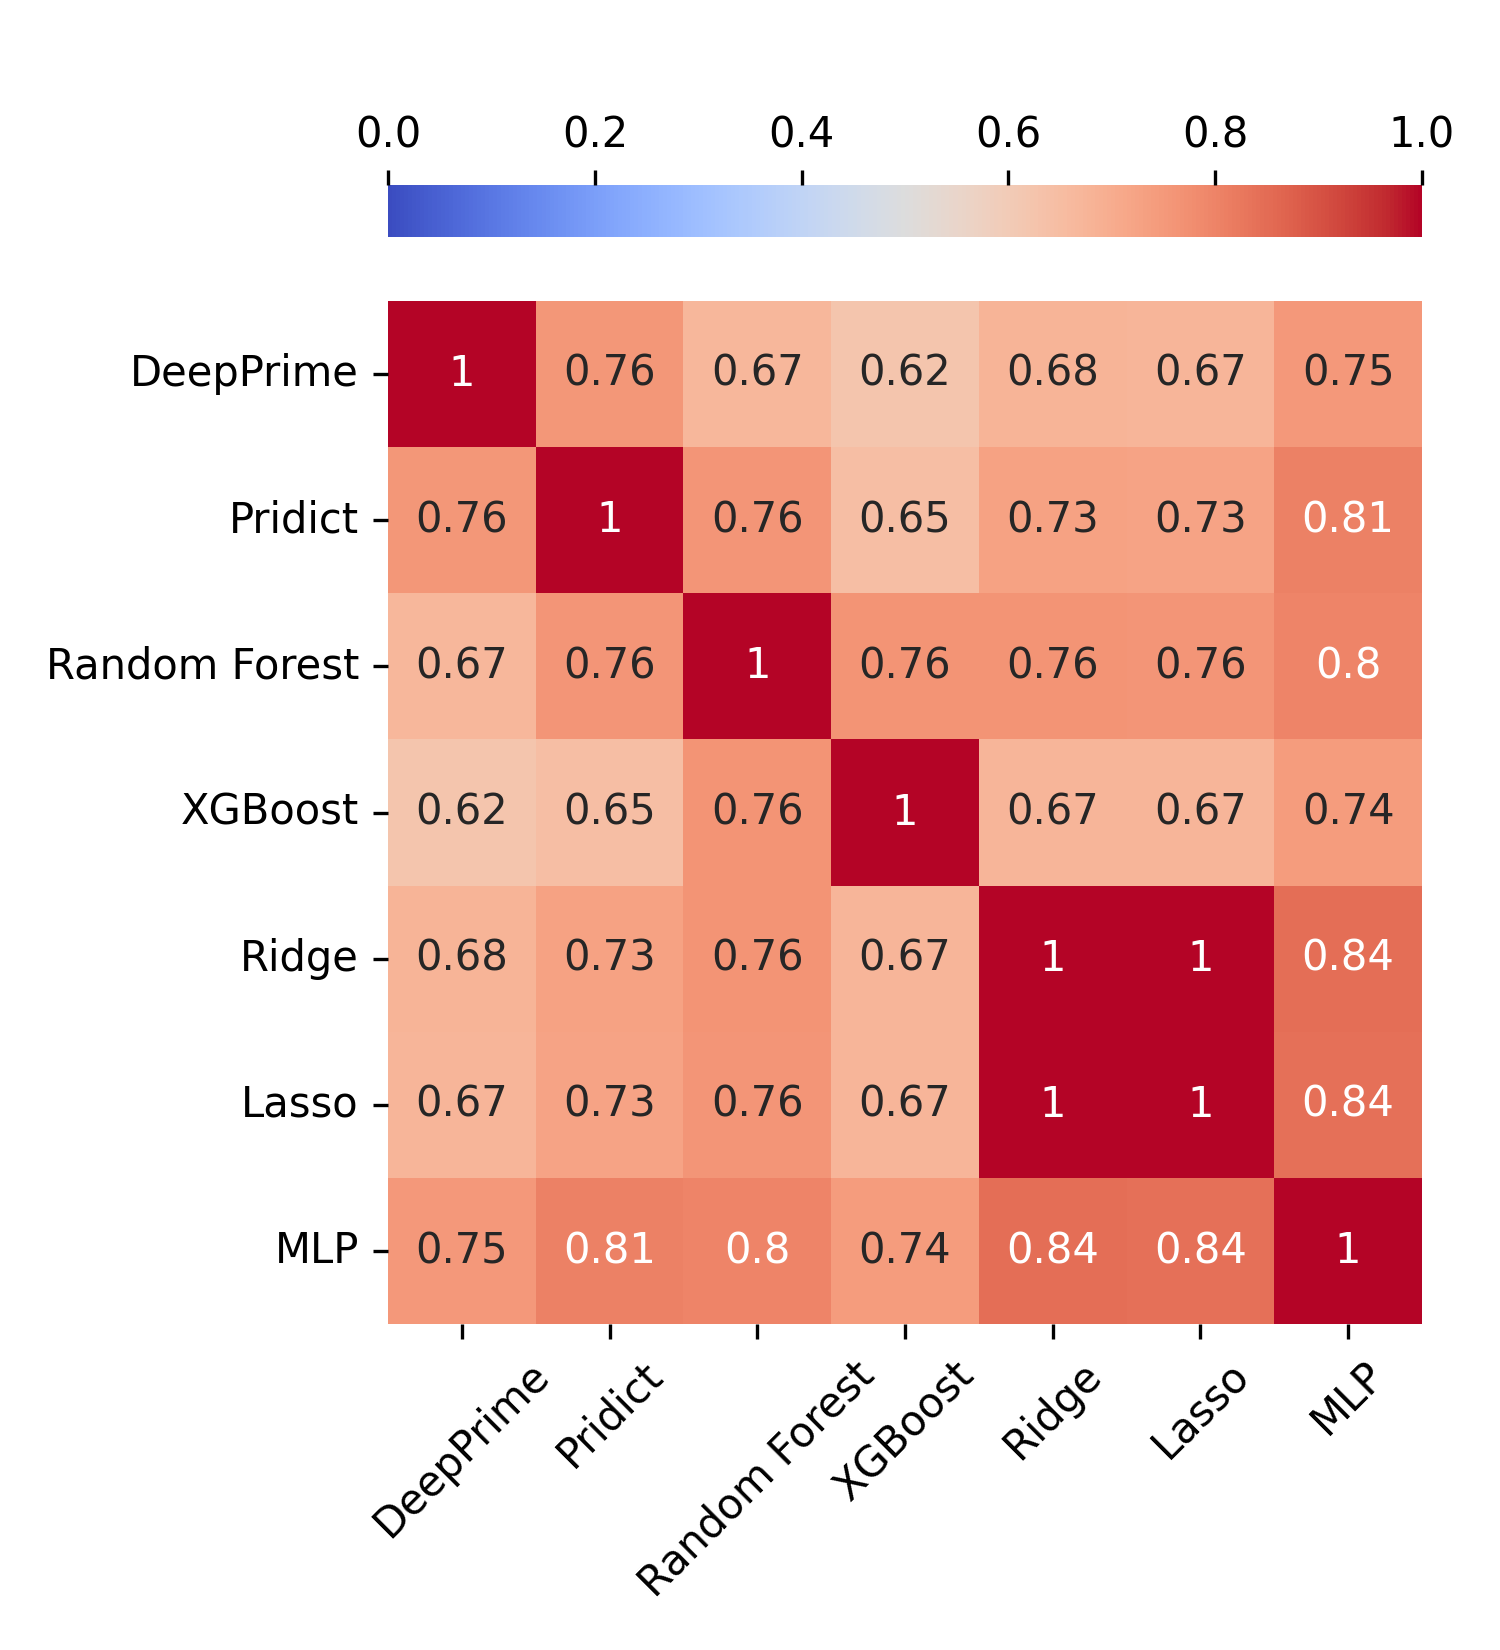 0.0 0.2 0.4 0.6 0.8 1.0
DeepPrime 1 0.76 0.67 0.62 0.68 0.67 0.75
Pridict 0.76 1 0.76 0.65 0.73 0.73 0.81
Random Forest 0.67 0.76 1 0.76 0.76 0.76 0.8
XGBoost 0.62 0.65 0.76 1 0.67 0.67 0.74
Ridge 0.68 0.73 0.76 0.67 1 1 0.84
Lasso 0.67 0.73 0.76 0.67 1 1 0.84
MLP 0.75 0.81 0.8 0.74 0.84 0.84 1
DeepPrime Pridict Random Forest XGBoost Ridge Lasso MLP